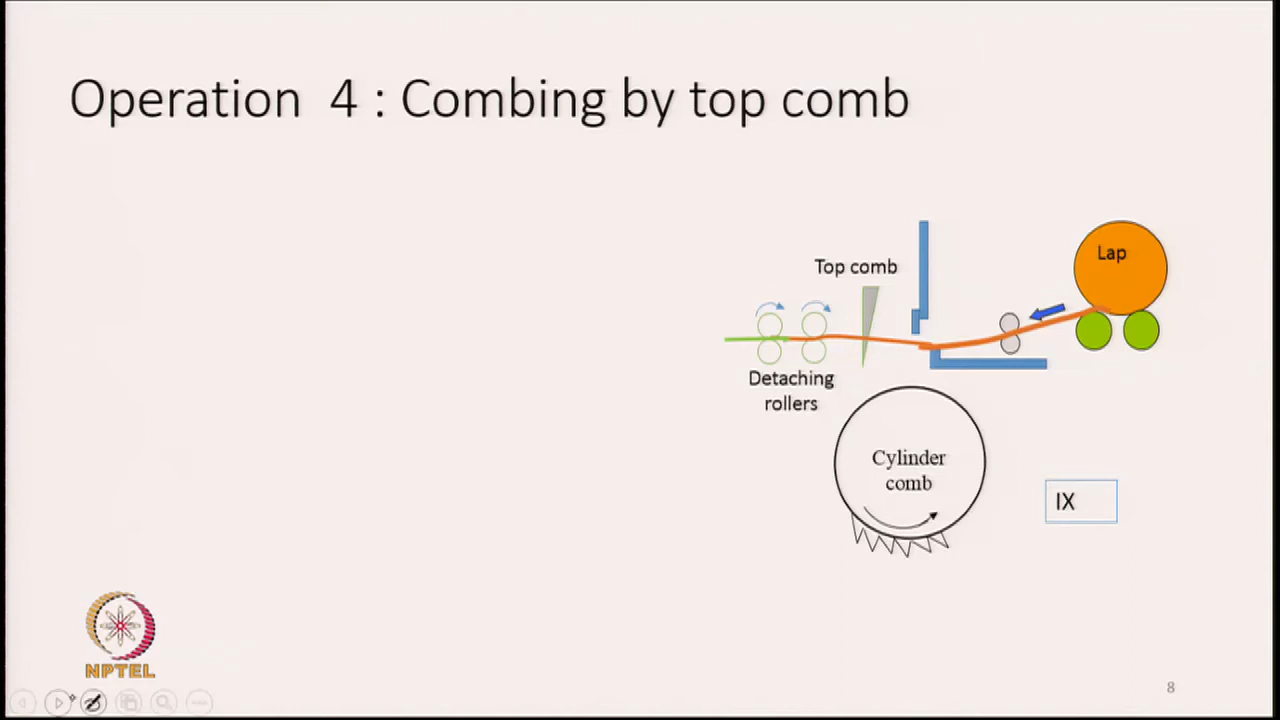 Operation 4 : Combing by top comb
Lap
Top comb
Detaching
rollers
Cylinder
comb
IX
NPTEL
8